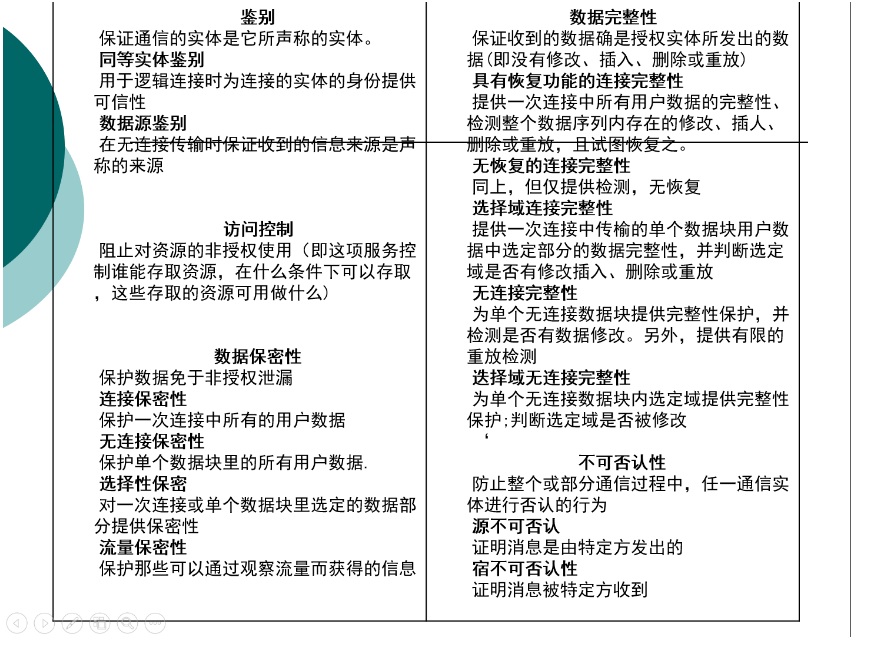 鉴别
保证通信的实体是它所声称的实体。
同等实体鉴别
用于逻辑连接时为连接的实体的身份提供
可信性
数据源鉴别
在无连接传输时保证收到的信息来源是声
称的来源
访问控制
阻止对资源的非授权使用（即这项服务控
制谁能存取资源，在什么条件下可以存取
，这些存取的资源可用做什么)
数据保密性
保护数据免于非授权泄漏
连接保密性
保护一次连接中所有的用户数据
无连接保密性
保护单个数据块里的所有用户数据.
选择性保密
对一次连接或单个数据块里选定的数据部
分提供保密性
流量保密性
保护那些可以通过观察流量而获得的信息
数据完整性
保证收到的数据确是授权实体所发出的数
据(即没有修改、插入、删除或重放)
具有恢复功能的连接完整性
提供一次连接中所有用户数据的完整性、
检测整个数据序列内存在的修改、插人、
删除或重放，且试图恢复之。
无恢复的连接完整性
同上，但仅提供检测，无恢复
选择域连接完整性
提供一次连接中传榆的单个数据块用户数
据中选定部分的数据完整性，并判断选定
域是否有修改插入、删除或重放
无连接完整性
为单个无连接数据块提供完整性保护，并
检测是否有数据修改。另外，提供有限的
重放检测
迭择域无连接完整性
为单个无连接数据块内选定域提供完整性
保护;判断选定域是否被修改
‘
不可否认性
防止整个或部分通信过程中，任一通信实
体进行否认的行为
源不可否认
证明消息是由特定方发出的
宿不可否认性
证明消息被特定方收到